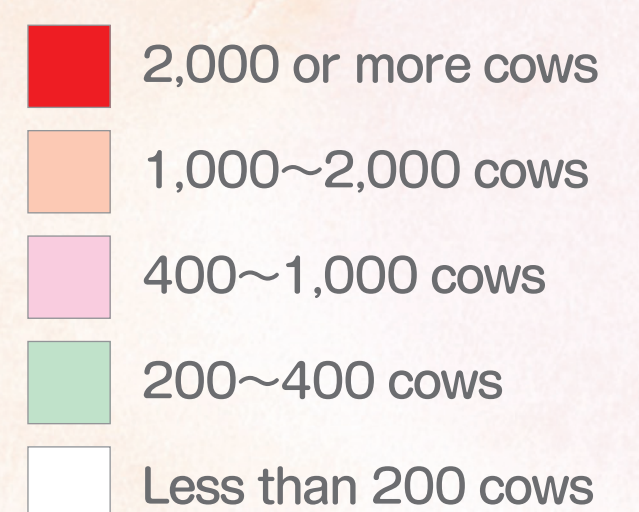 2,000 or more cows
1,000～2,000 cows
400～1,000 cows
200～400 cows
Less than 200 cows